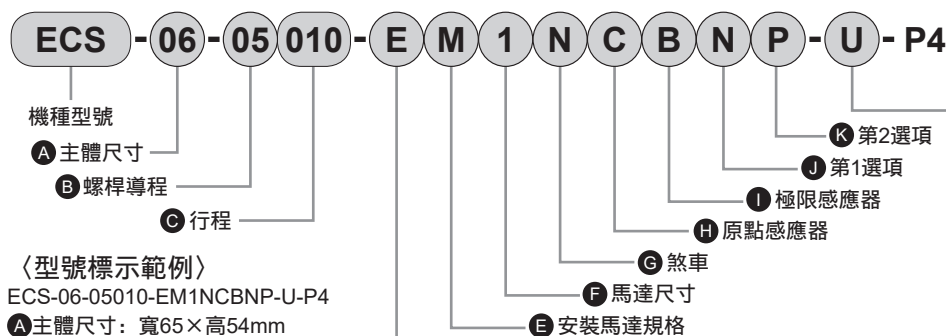 ECS - 06 - 05 010 - E M 1 N C B N P - U - P4
機種型號
A 主體尺寸
B 螺桿導程
C 行程
K 第2選項
J 第1選項
I 極限感應器
H 原點感應器
G 煞車
F 馬達尺寸
E 安裝馬達規格
〈型號標示範例〉
ECS-06-05010-EM1NCBNP-U-P4
A 主體尺寸：寬65×高54mm